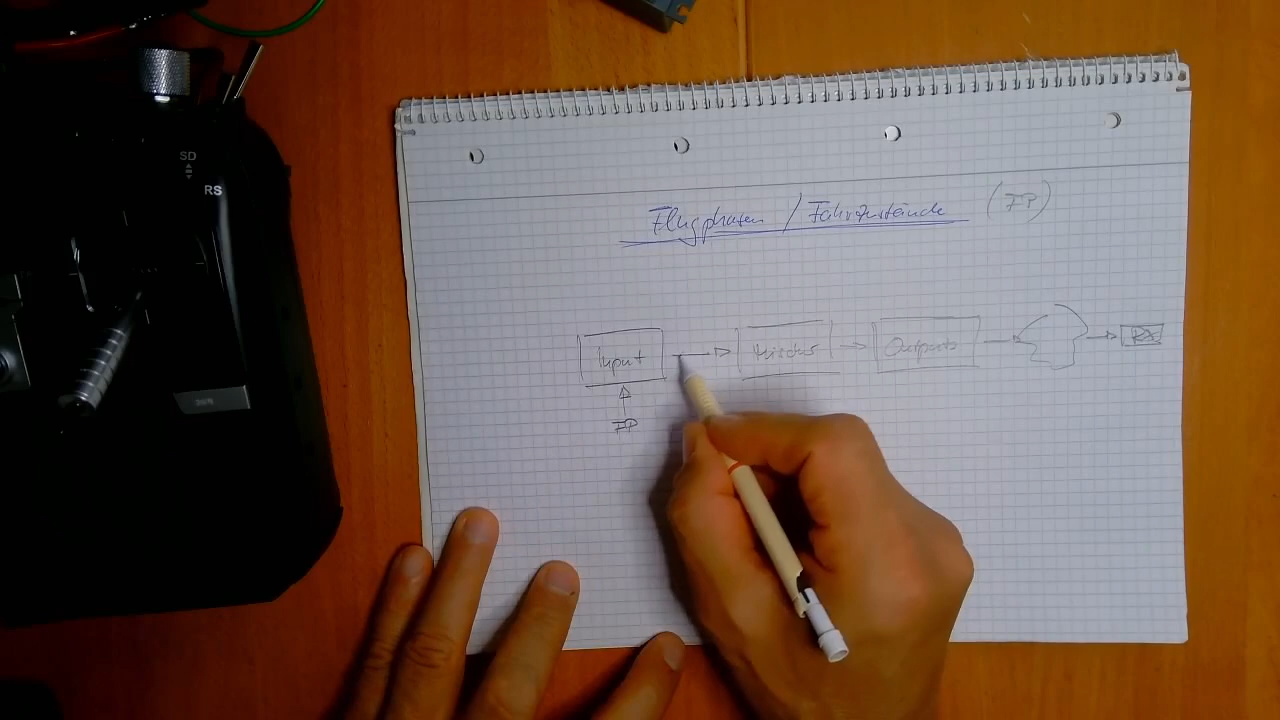 SD
RS
Flugphasen / Fahrzustände (FP)
Input Mischer Outputs RX
FP